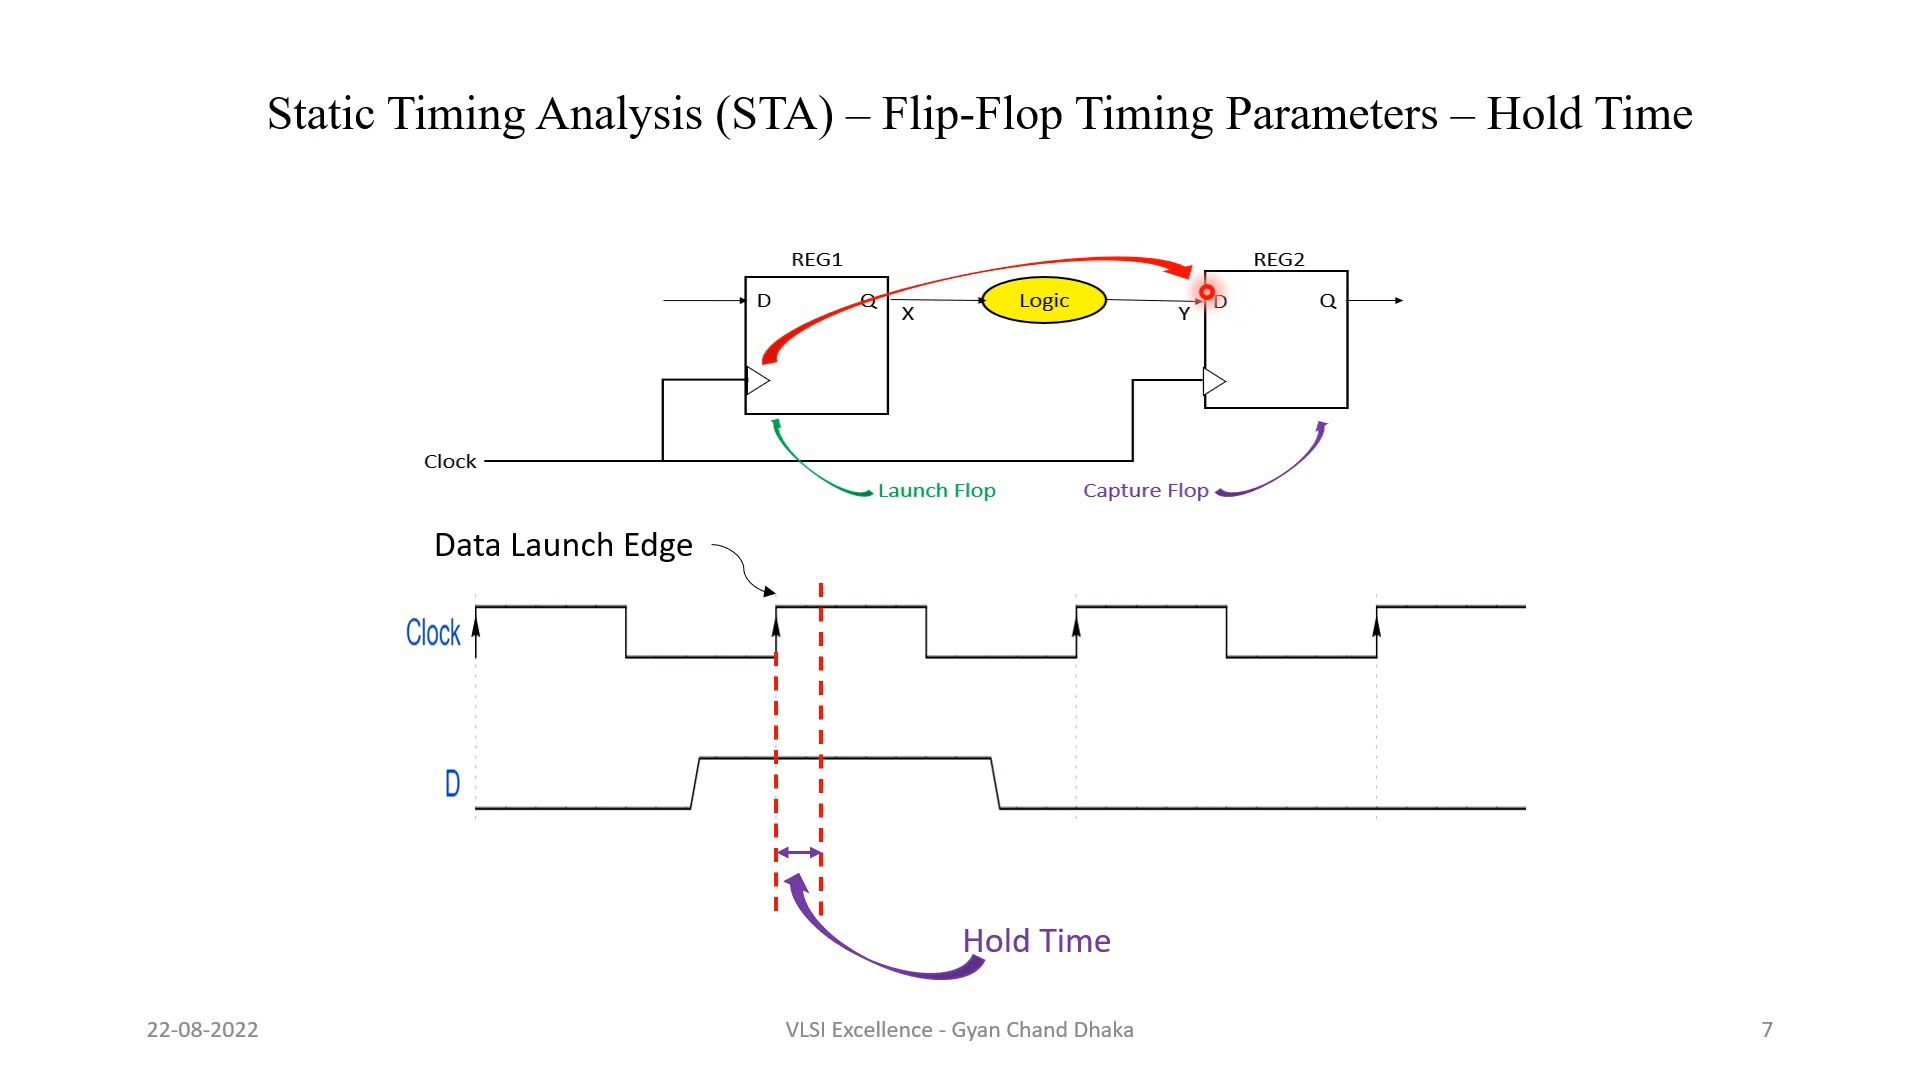 Static Timing Analysis (STA) – Flip-Flop Timing Parameters – Hold Time
REG1
REG2
D
Q
Logic
D
Q
X
Y
Clock
Launch Flop
Capture Flop
Data Launch Edge
Clock
D
Hold Time
22-08-2022
VLSI Excellence - Gyan Chand Dhaka
7